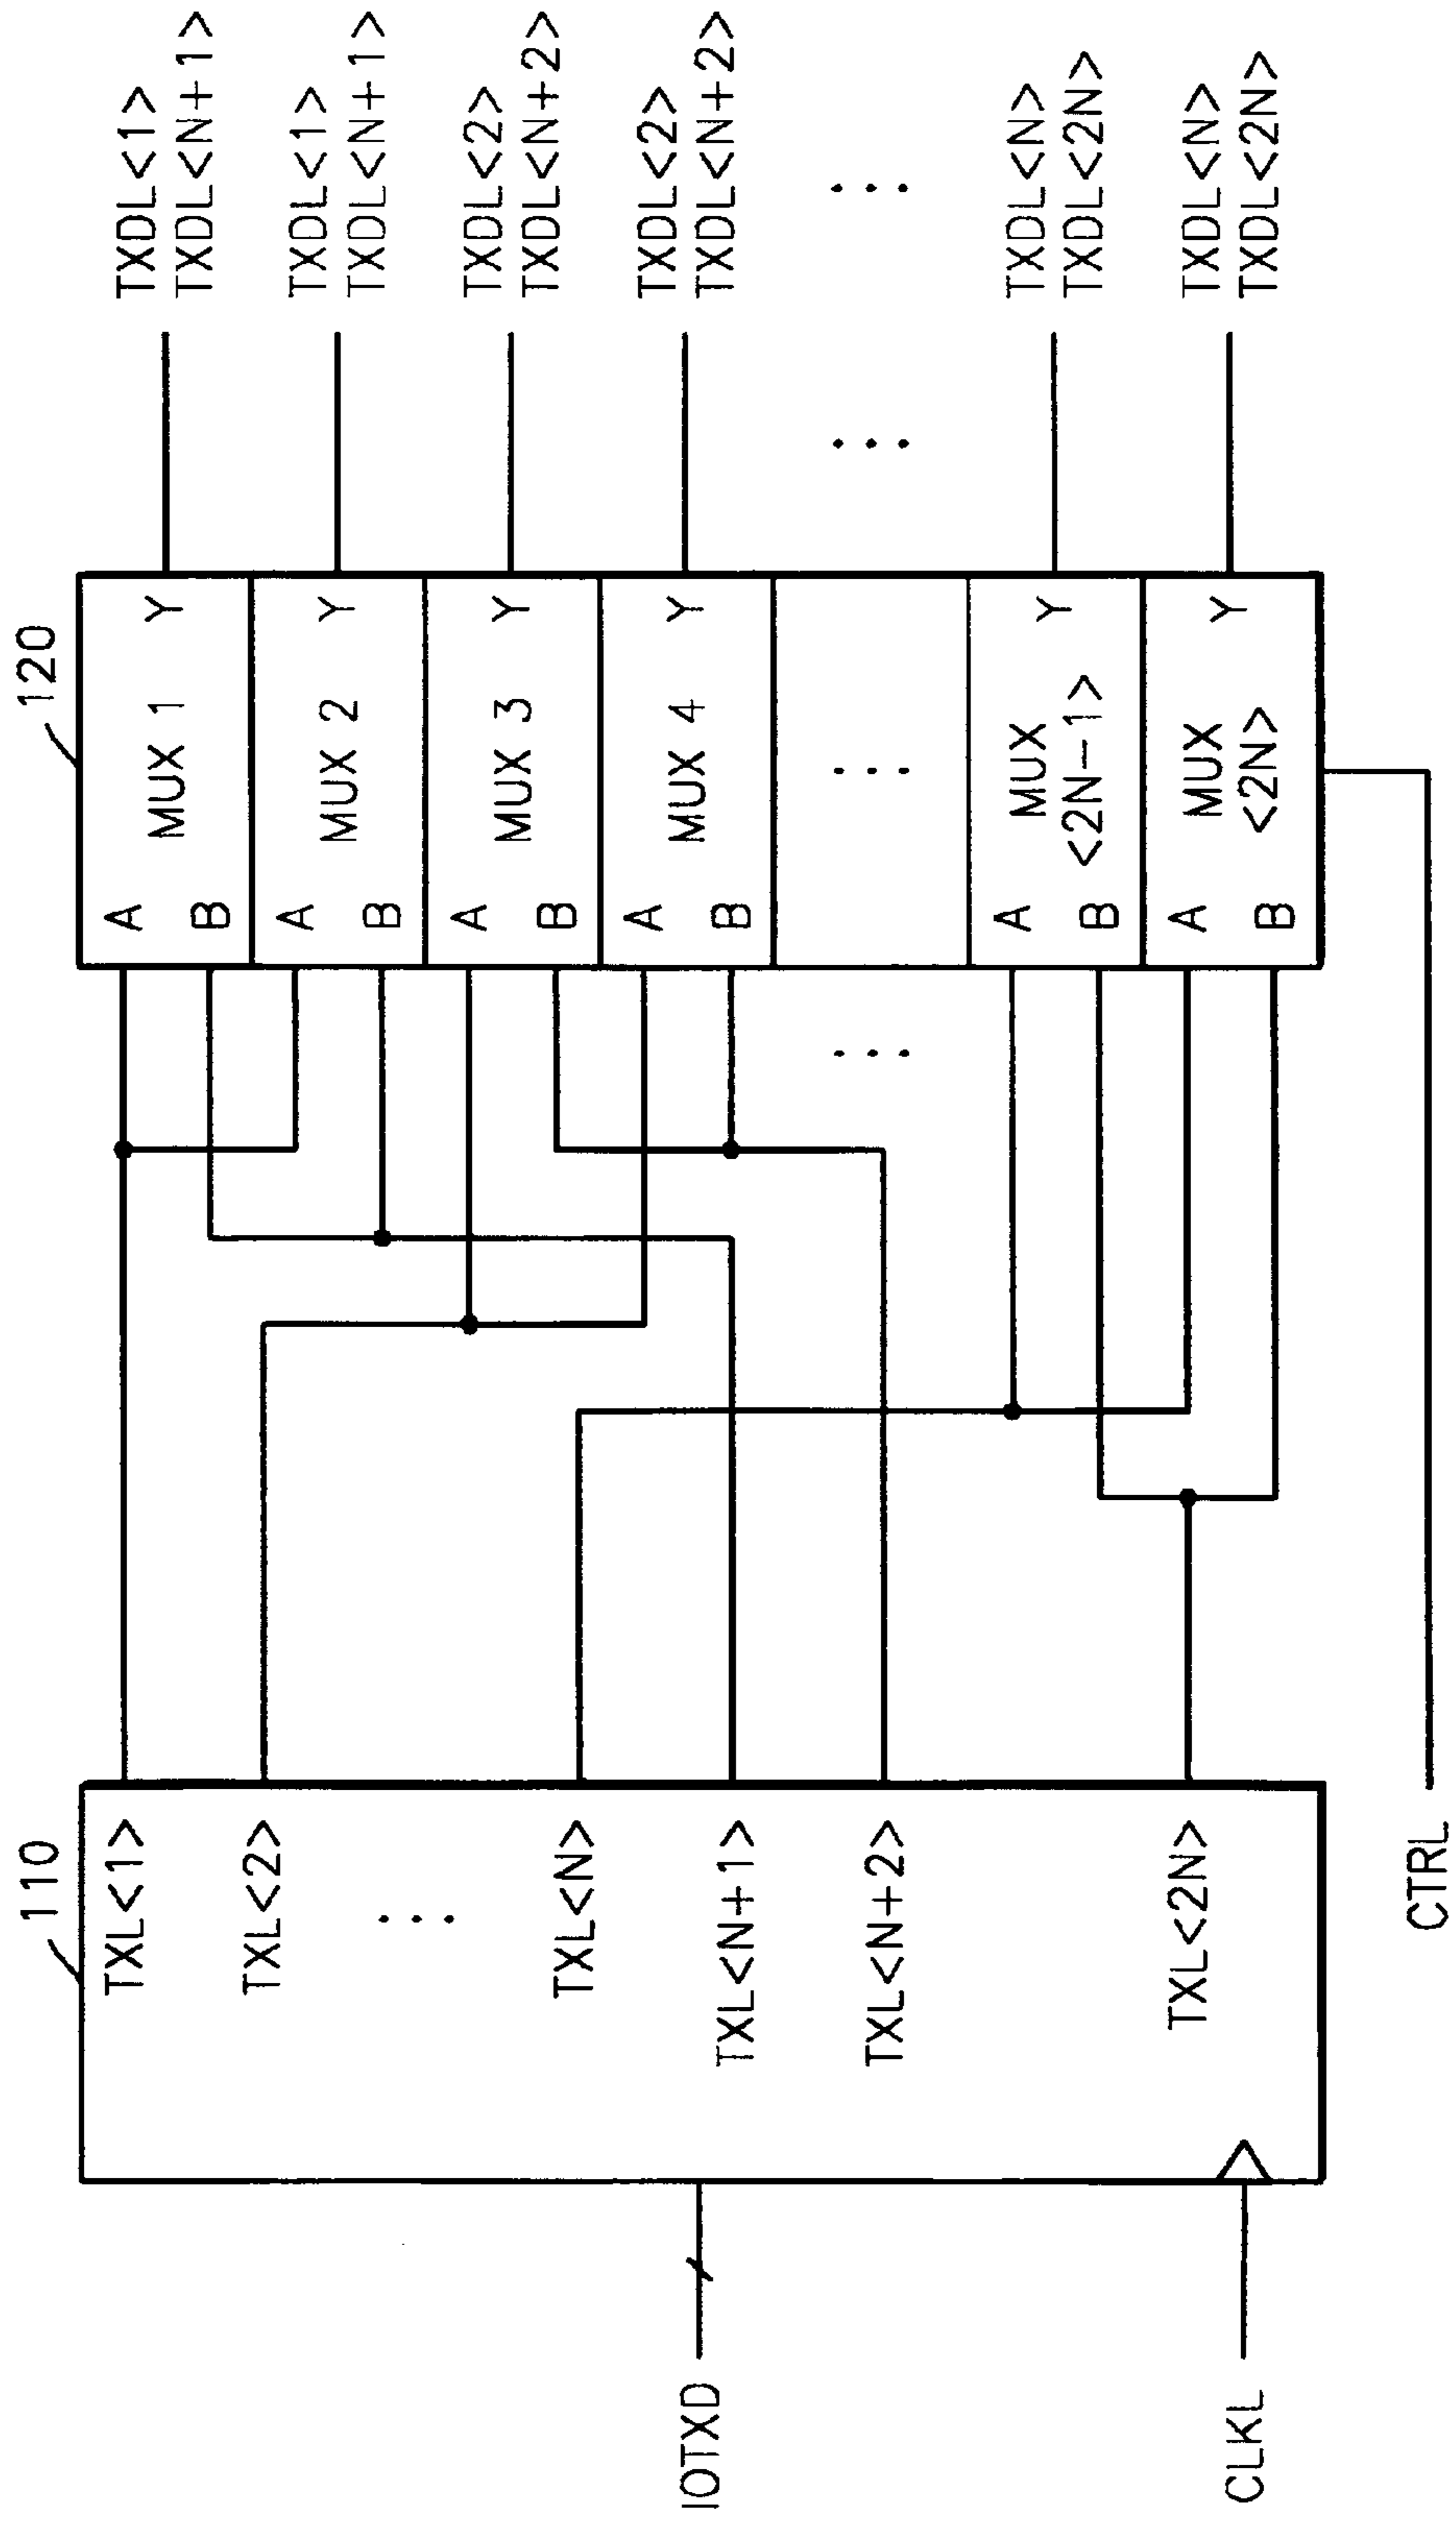 110
120
IOTXD
CLKL
TXL<1>
TXL<2>
...
TXL<N>
TXL<N+1>
TXL<N+2>
TXL<2N>
CTRL
A
B
MUX 1
Y
A
B
MUX 2
Y
A
B
MUX 3
Y
A
B
MUX 4
Y
...
...
A
B
MUX
<2N-1>
Y
A
B
MUX
<2N>
Y
TXDL<1>
TXDL<N+1>
TXDL<1>
TXDL<N+1>
TXDL<2>
TXDL<N+2>
TXDL<2>
TXDL<N+2>
...
...
TXDL<N>
TXDL<2N>
TXDL<N>
TXDL<2N>